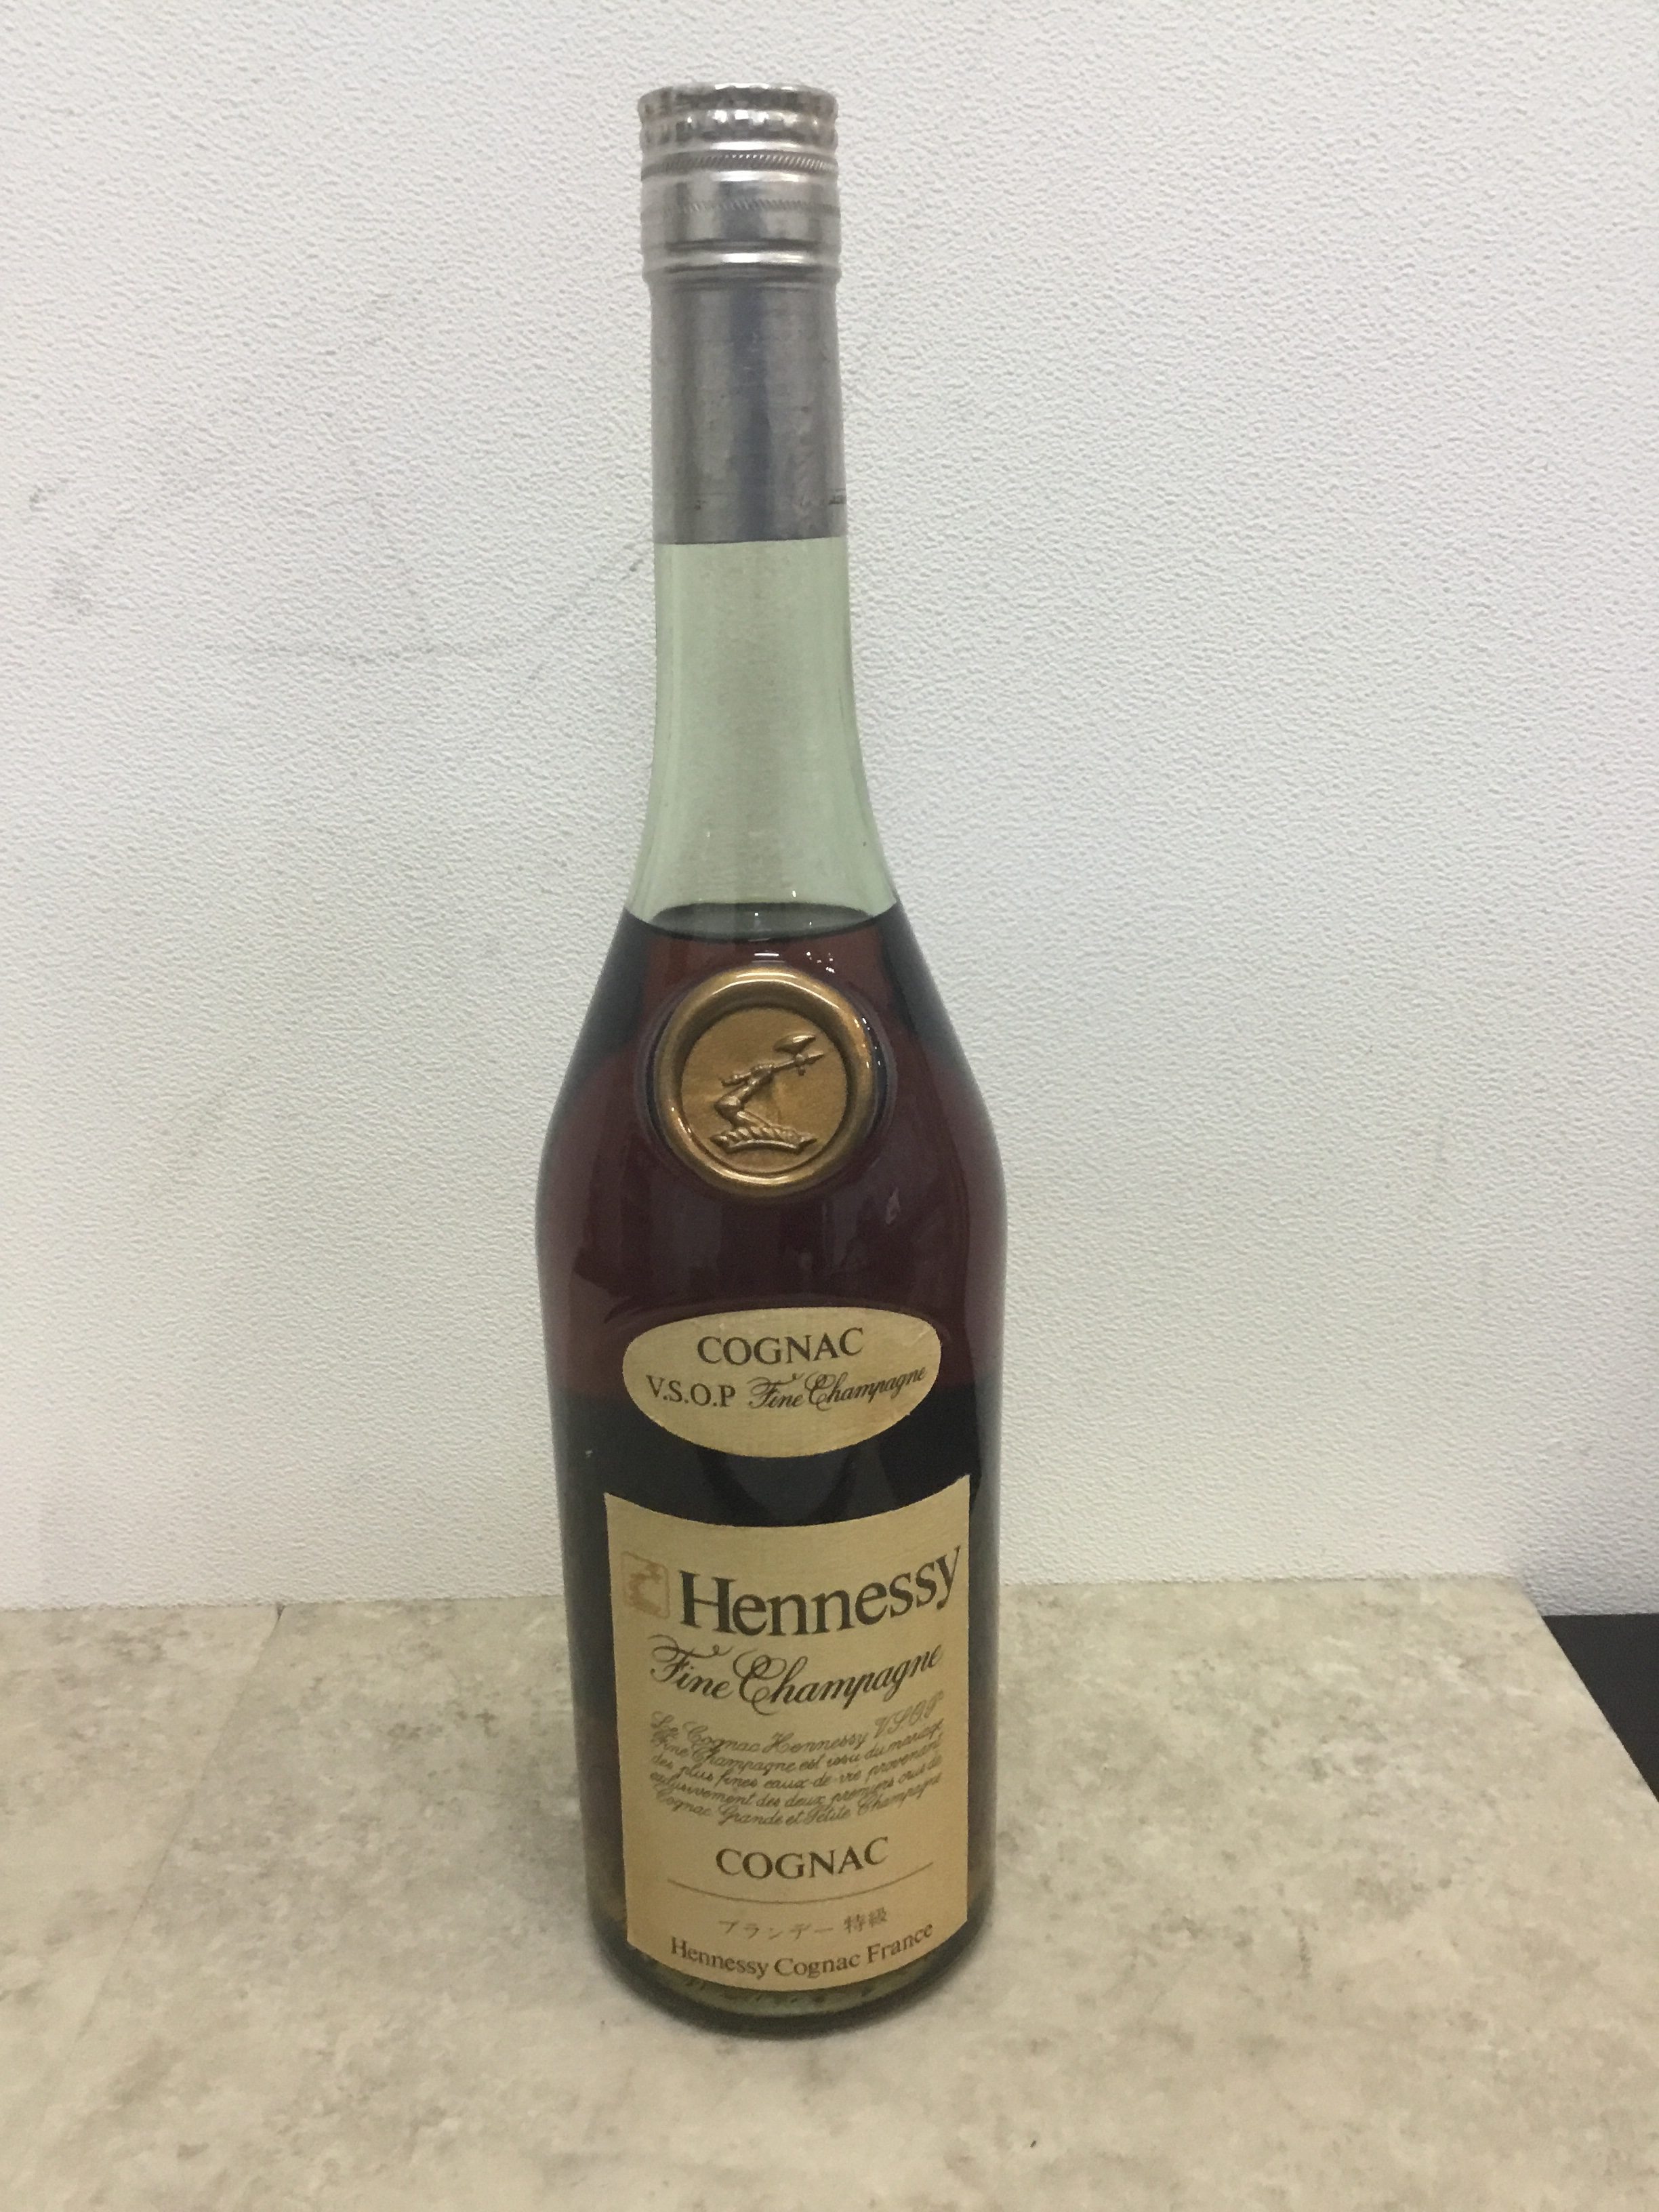 COGNAC
V.S.O.P Fine Champagne
Hennessy
Fine Champagne
Le Cognac Hennessy V.S.O.P
Fine Champagne est issu du mariage
des plus fines eaux-de-vie provenant
exclusivement des deux premiers crus de
Cognac Grande et Petite Champagne
COGNAC
ブランデー 特級
Hennessy Cognac France